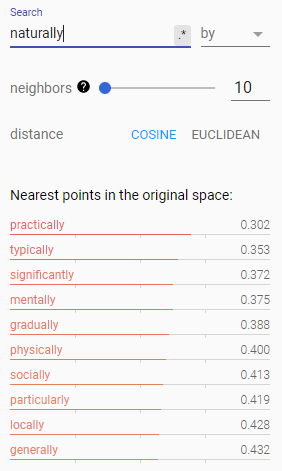 Search
naturally .* by
neighbors ? 10
distance COSINE EUCLIDEAN
Nearest points in the original space:
practically 0.302
typically 0.353
significantly 0.372
mentally 0.375
gradually 0.388
physically 0.400
socially 0.413
particularly 0.419
locally 0.428
generally 0.432